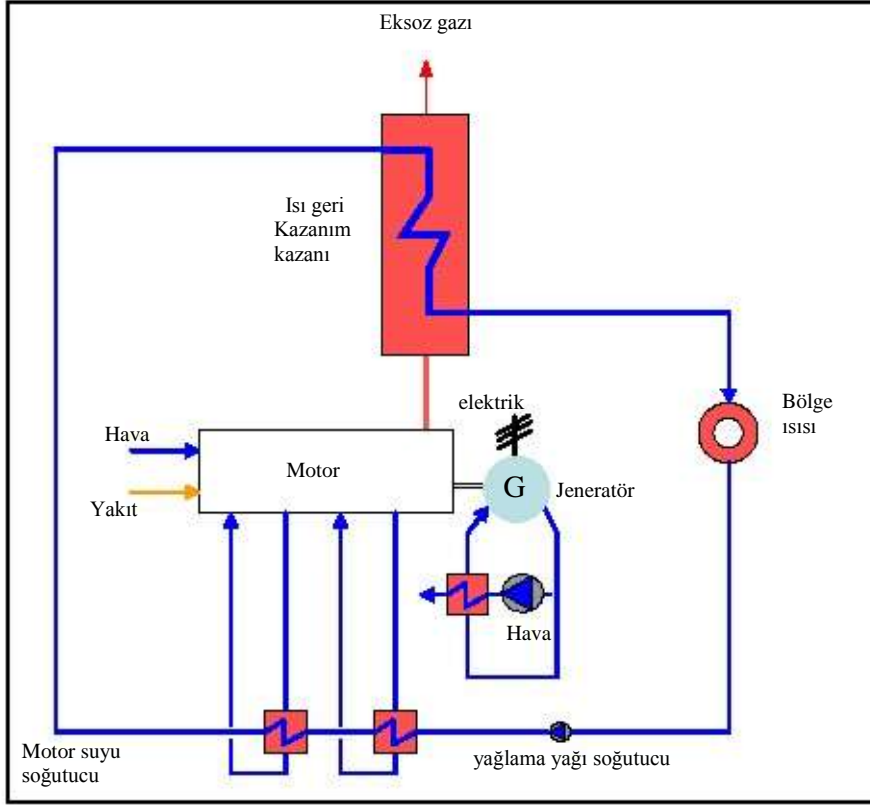 Eksoz gazı
Isı geri
Kazanım
kazanı
elektrik
Bölge
ısısı
Hava
Motor
G
Jeneratör
Yakıt
Hava
Motor suyu
soğutucu
yağlama yağı soğutucu